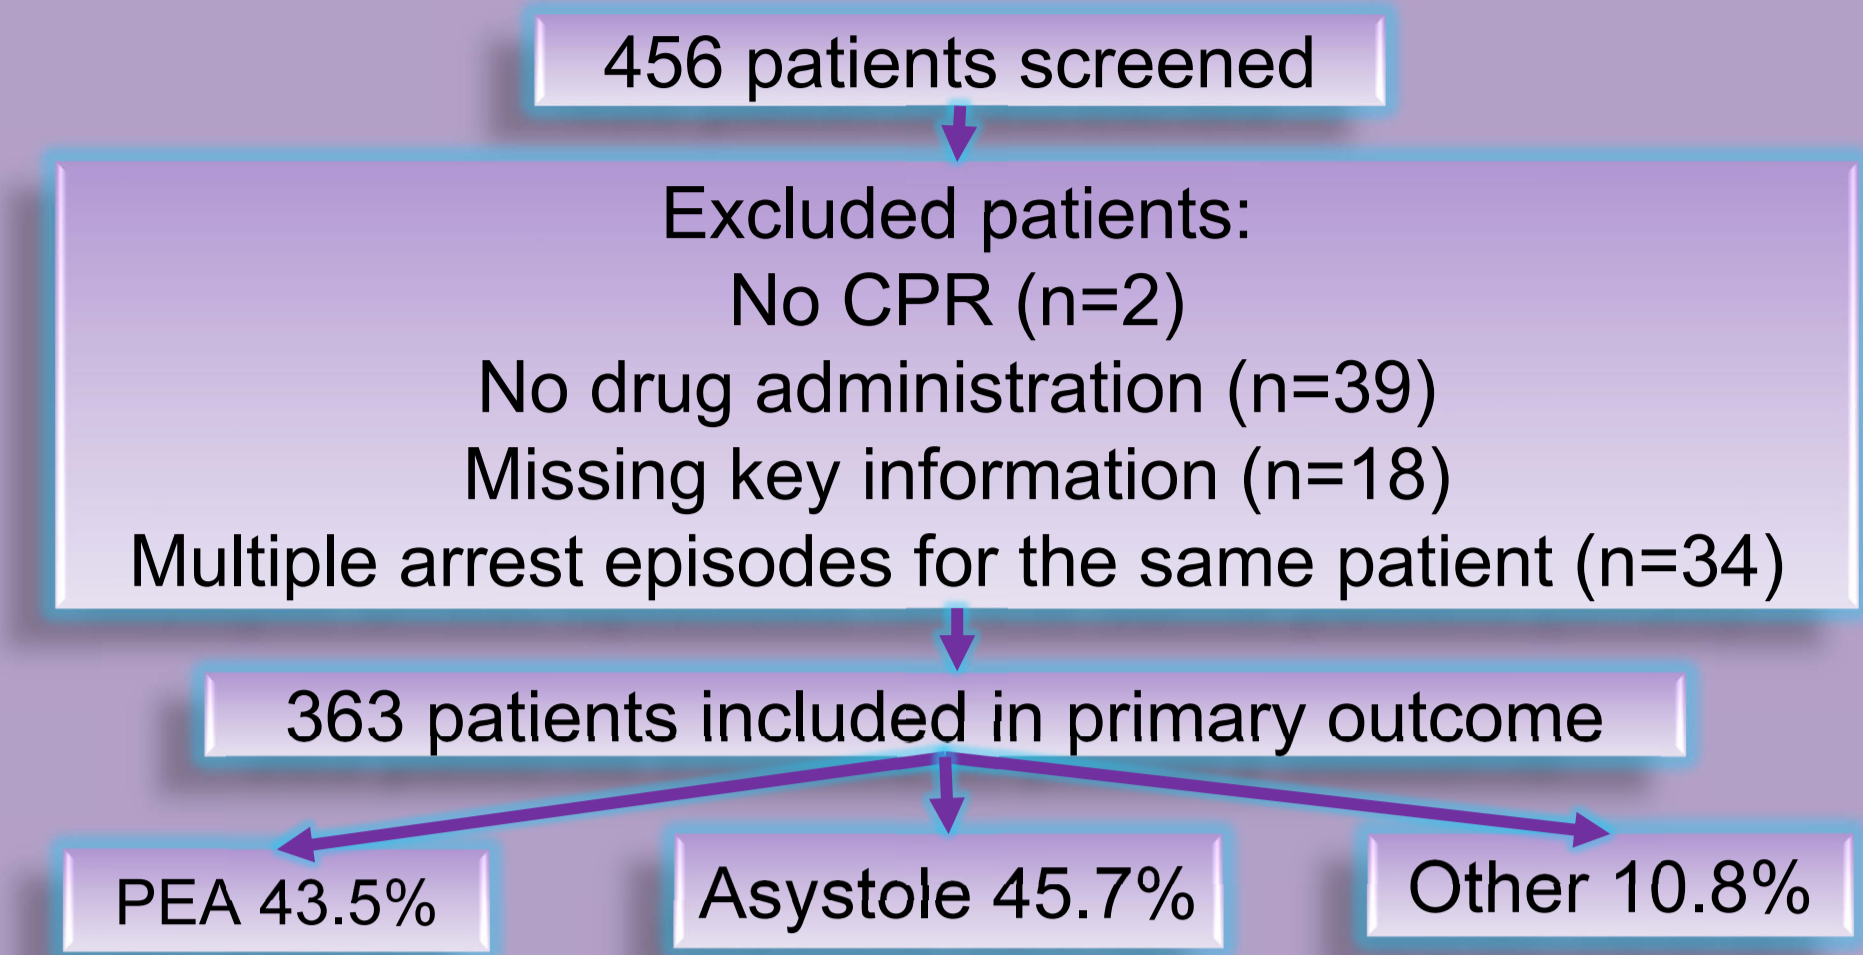 456 patients screened
Excluded patients:
No CPR (n=2)
No drug administration (n=39)
Missing key information (n=18)
Multiple arrest episodes for the same patient (n=34)
363 patients included in primary outcome
PEA 43.5%
Asystole 45.7%
Other 10.8%